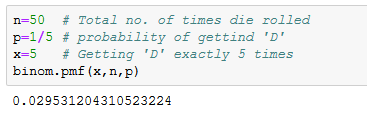 n=50  # Total no. of times die rolled
p=1/5 # probability of gettind 'D'
x=5   # Getting 'D' exactly 5 times
binom.pmf(x,n,p)
0.029531204310523224